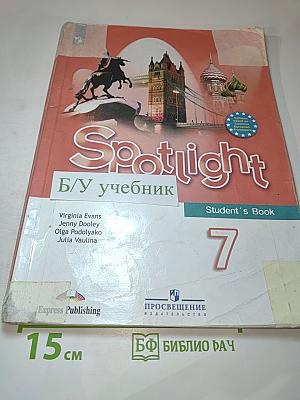 Spotlight
Б/У учебник
Student's Book
Virginia Evans
Jenny Dooley
Olga Podolyako
Julia Vaulina
7
Express Publishing
ПРОСВЕЩЕНИЕ
ИЗДАТЕЛЬСТВО
15 см
БФ БИБЛИО ВАЧ